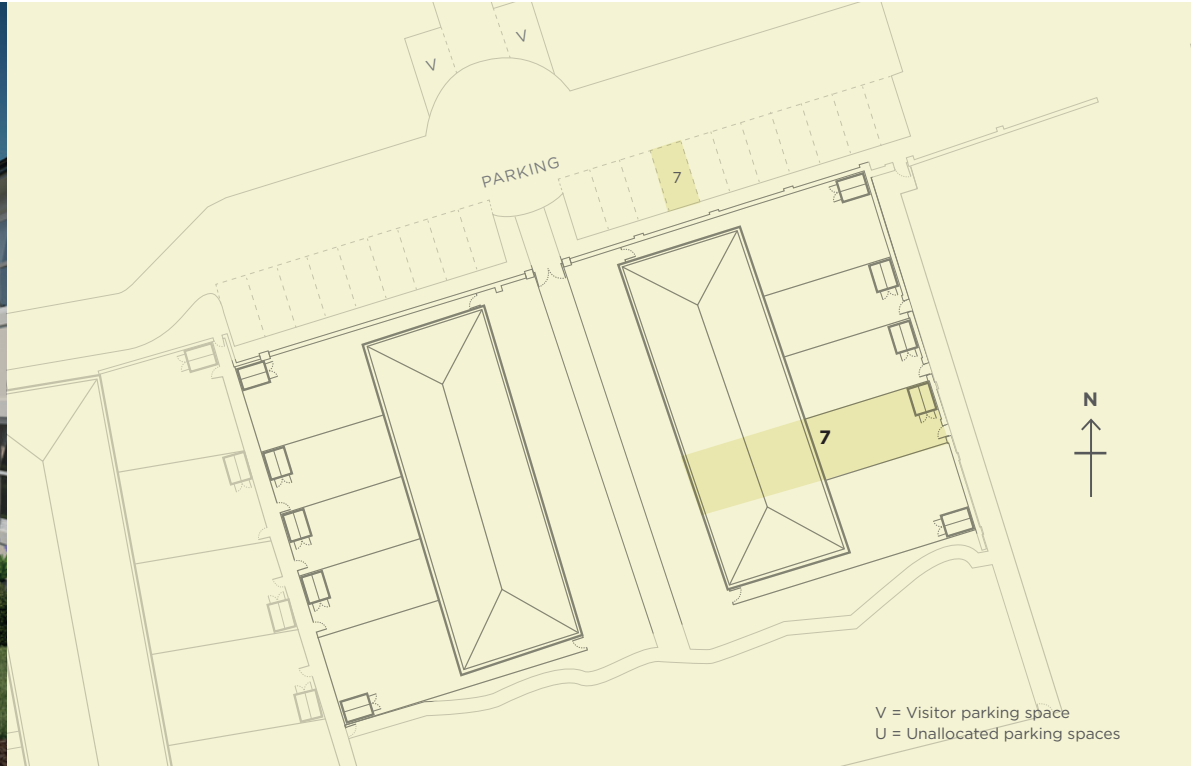 V
V
PARKING
7
N
7
V = Visitor parking space
U = Unallocated parking spaces